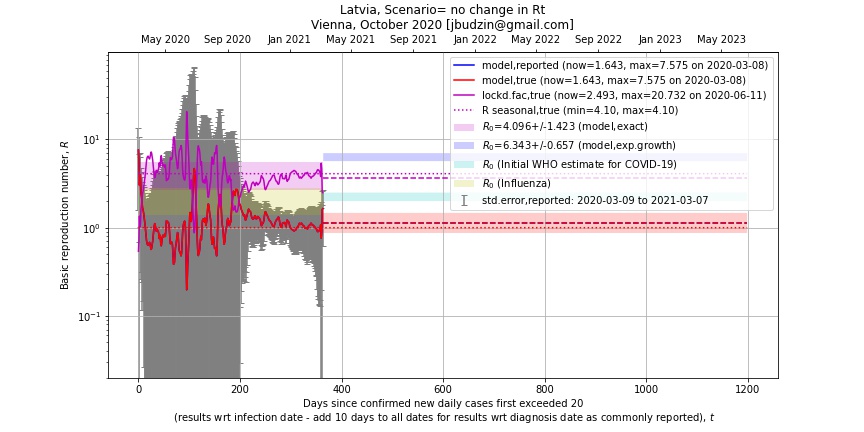 Latvia, Scenario= no change in Rt
Vienna, October 2020 [jbudzin@gmail.com]
May 2020 Sep 2020 Jan 2021 May 2021 Sep 2021 Jan 2022 May 2022 Sep 2022 Jan 2023 May 2023
model,reported (now=1.643, max=7.575 on 2020-03-08)
model,true (now=1.643, max=7.575 on 2020-03-08)
lockd.fac,true (now=2.493, max=20.732 on 2020-06-11)
R seasonal,true (min=4.10, max=4.10)
R0=4.096+/-1.423 (model,exact)
R0=6.343+/-0.657 (model,exp.growth)
R0 (Initial WHO estimate for COVID-19)
R0 (Influenza)
std.error,reported: 2020-03-09 to 2021-03-07
Basic reproduction number, R
10^1
10^0
10^−1
0 200 400 600 800 1000 1200
Days since confirmed new daily cases first exceeded 20
(results wrt infection date - add 10 days to all dates for results wrt diagnosis date as commonly reported), t